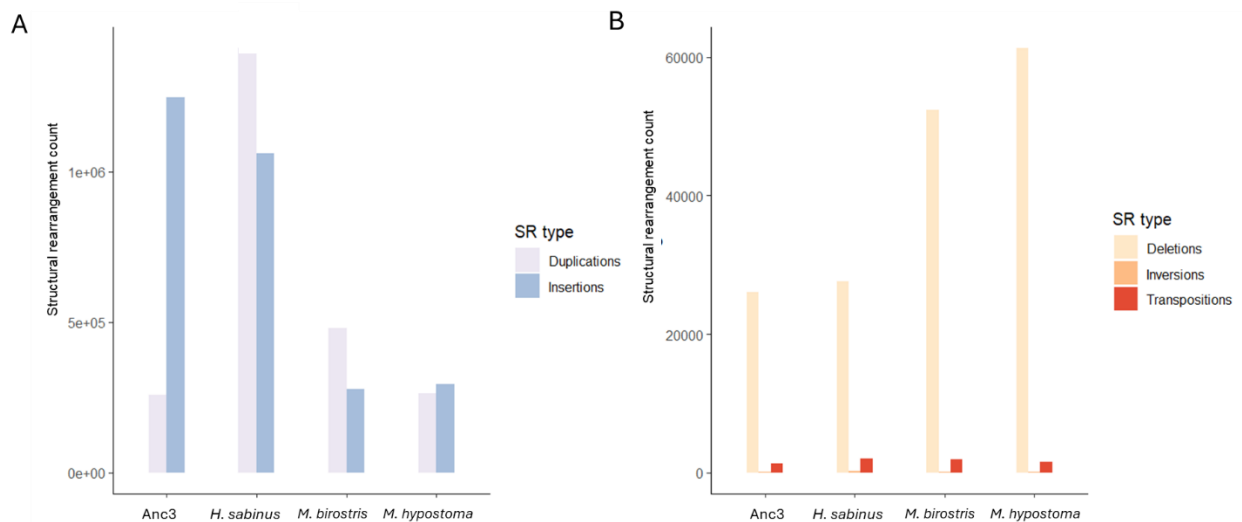 A
Structural rearrangement count
1e+06
5e+05
0e+00
Anc3
H. sabinus
M. birostris
M. hypostoma
SR type
Duplications
Insertions
B
Structural rearrangement count
60000
40000
20000
0
Anc3
H. sabinus
M. birostris
M. hypostoma
SR type
Deletions
Inversions
Transpositions